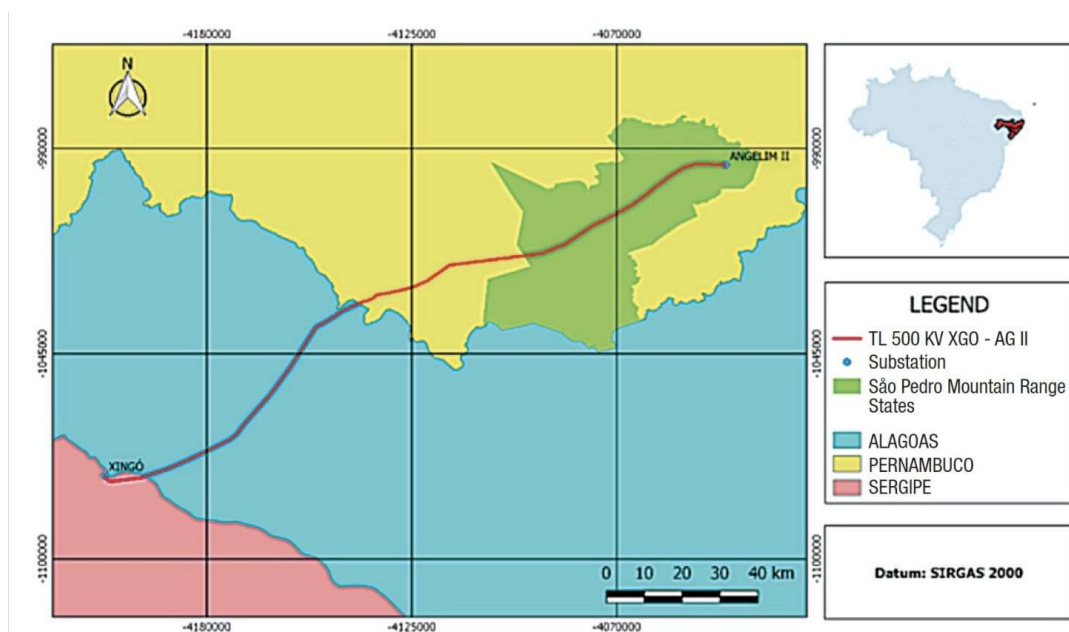 -4180000 -4125000 -4070000
N
-990000 -990000
ANGELIM II
-1045000 -1045000
XINGÓ
-1100000 -1100000
0 10 20 30 40 km
-4180000 -4125000 -4070000
LEGEND
TL 500 KV XGO - AG II
Substation
São Pedro Mountain Range
States
ALAGOAS
PERNAMBUCO
SERGIPE
Datum: SIRGAS 2000